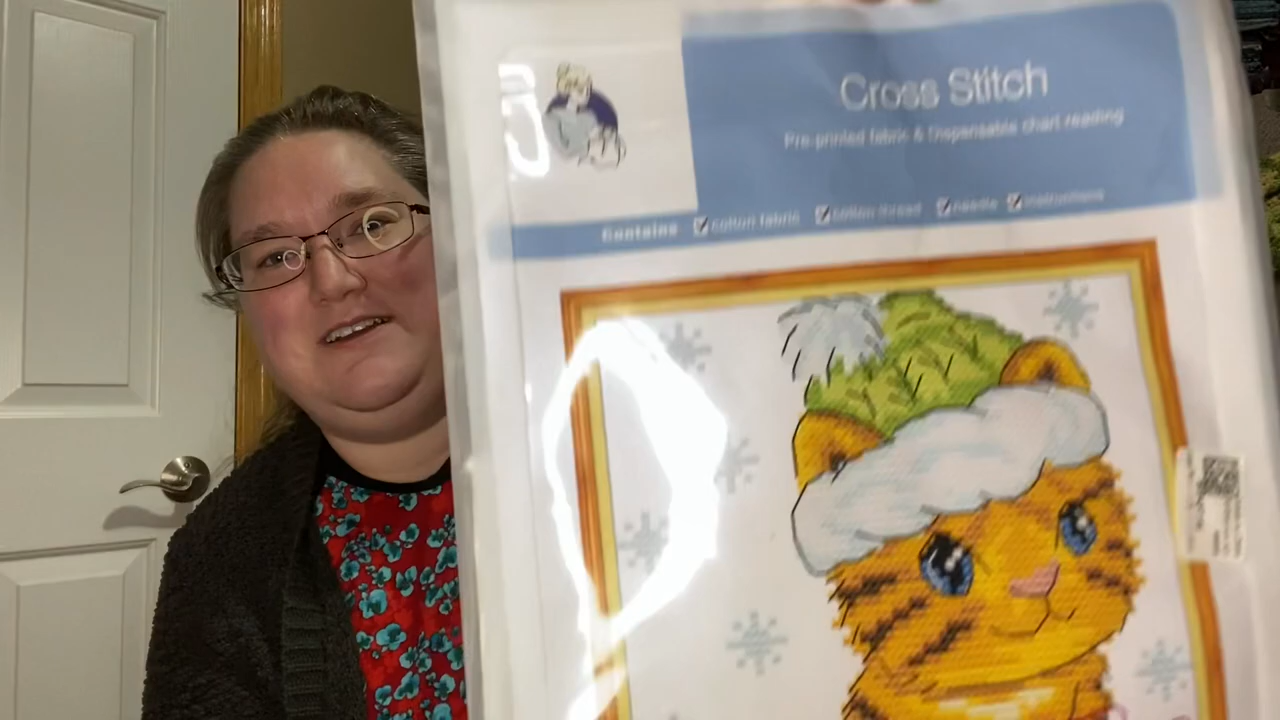 Cross Stitch
Pre-printed fabric & Dispensable chart reading
Contains cotton fabric cotton thread needle instructions